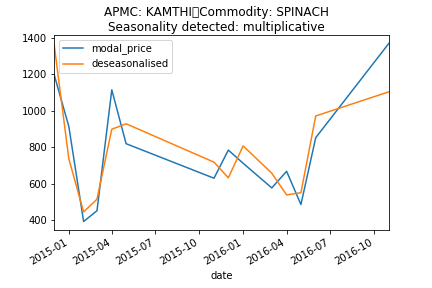 APMC: KAMTHI▯Commodity: SPINACH
Seasonality detected: multiplicative
modal_price
deseasonalised
1400
1200
1000
800
600
400
2015-01
2015-04
2015-07
2015-10
2016-01
2016-04
2016-07
2016-10
date